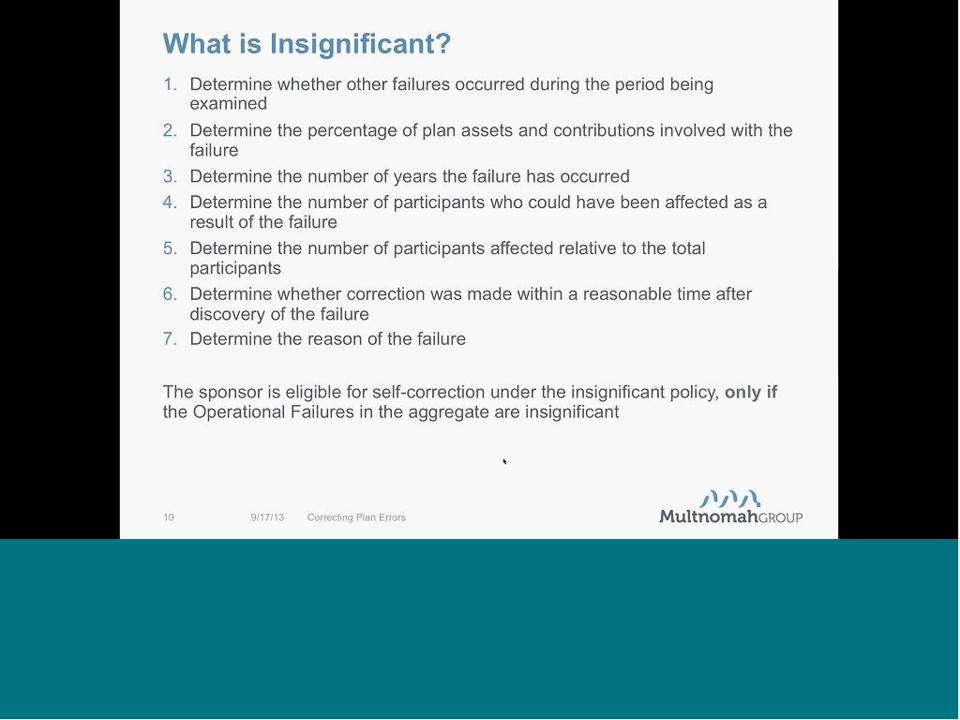 What is Insignificant?
1. Determine whether other failures occurred during the period being
examined
2. Determine the percentage of plan assets and contributions involved with the
failure
3. Determine the number of years the failure has occurred
4. Determine the number of participants who could have been affected as a
result of the failure
5. Determine the number of participants affected relative to the total
participants
6. Determine whether correction was made within a reasonable time after
discovery of the failure
7. Determine the reason of the failure
The sponsor is eligible for self-correction under the insignificant policy, only if
the Operational Failures in the aggregate are insignificant
10 9/17/13 Correcting Plan Errors
MultnomahGROUP